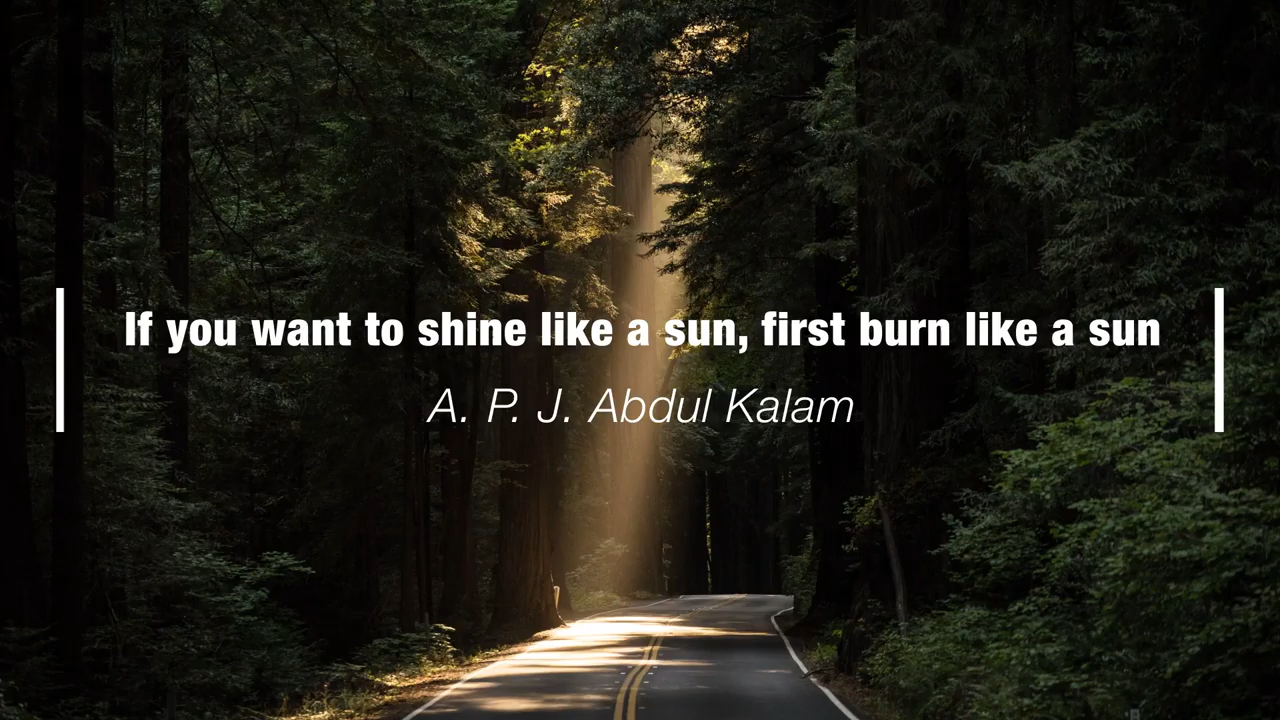 If you want to shine like a sun, first burn like a sun
A. P. J. Abdul Kalam